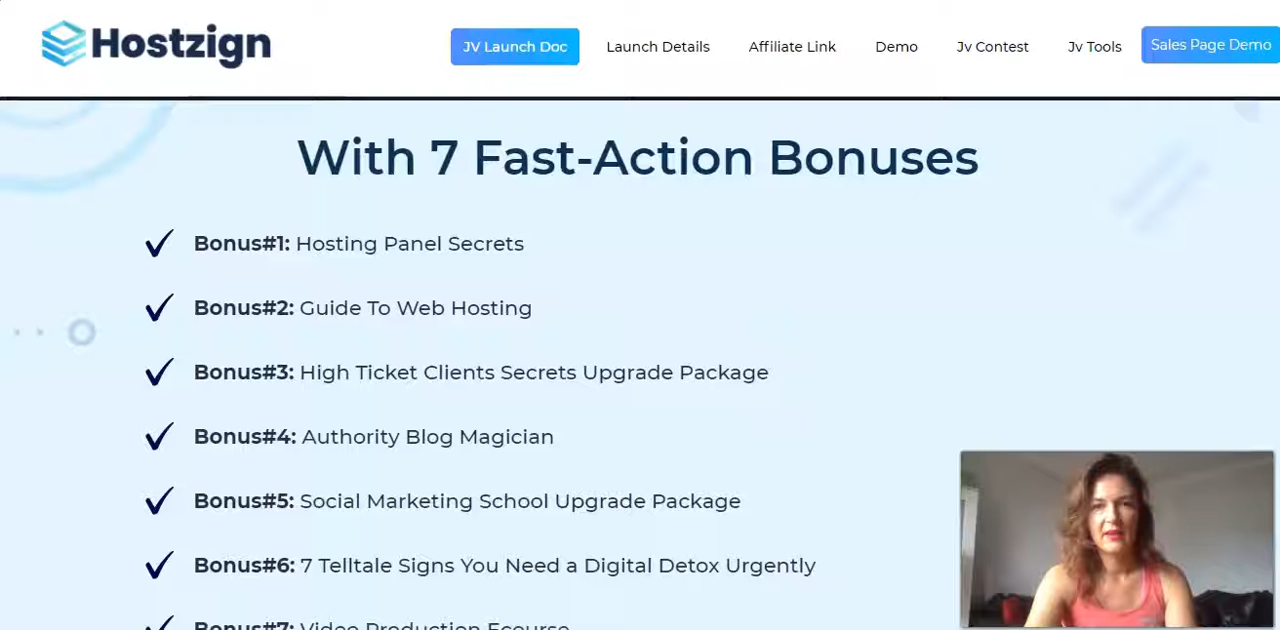 Hostzign
JV Launch Doc
Launch Details
Affiliate Link
Demo
Jv Contest
Jv Tools
Sales Page Demo
With 7 Fast-Action Bonuses
Bonus#1: Hosting Panel Secrets
Bonus#2: Guide To Web Hosting
Bonus#3: High Ticket Clients Secrets Upgrade Package
Bonus#4: Authority Blog Magician
Bonus#5: Social Marketing School Upgrade Package
Bonus#6: 7 Telltale Signs You Need a Digital Detox Urgently
Bonus#7: Video Production Ecourse